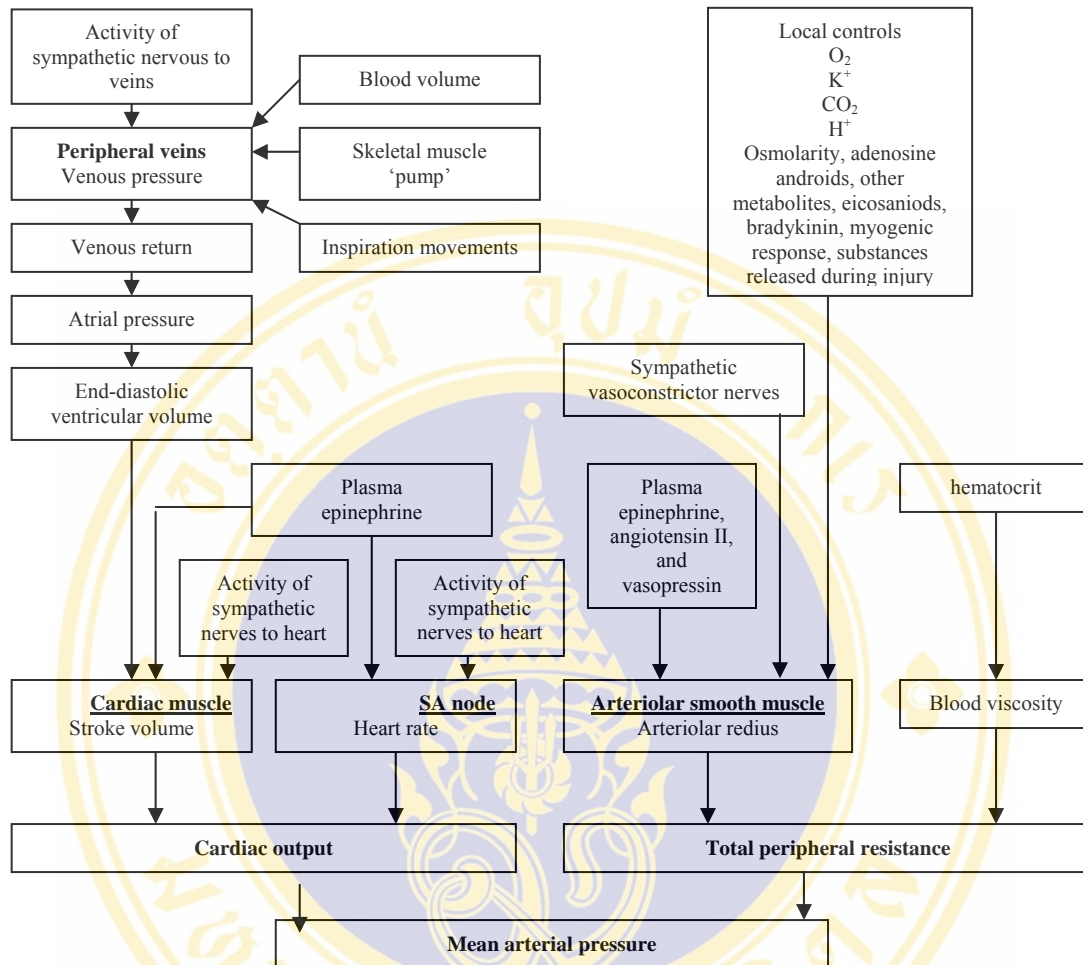 Activity of
sympathetic nervous to
veins
Blood volume
Peripheral veins
Venous pressure
Skeletal muscle
‘pump’
Venous return
Inspiration movements
Atrial pressure
End-diastolic
ventricular volume
Local controls
O₂
K⁺
CO₂
H⁺
Osmolarity, adenosine
androids, other
metabolites, eicosaniods,
bradykinin, myogenic
response, substances
released during injury
Sympathetic
vasoconstrictor nerves
Plasma
epinephrine
Plasma
epinephrine,
angiotensin II,
and
vasopressin
hematocrit
Activity of
sympathetic
nerves to heart
Activity of
sympathetic
nerves to heart
Cardiac muscle
Stroke volume
SA node
Heart rate
Arteriolar smooth muscle
Arteriolar redius
Blood viscosity
Cardiac output
Total peripheral resistance
Mean arterial pressure